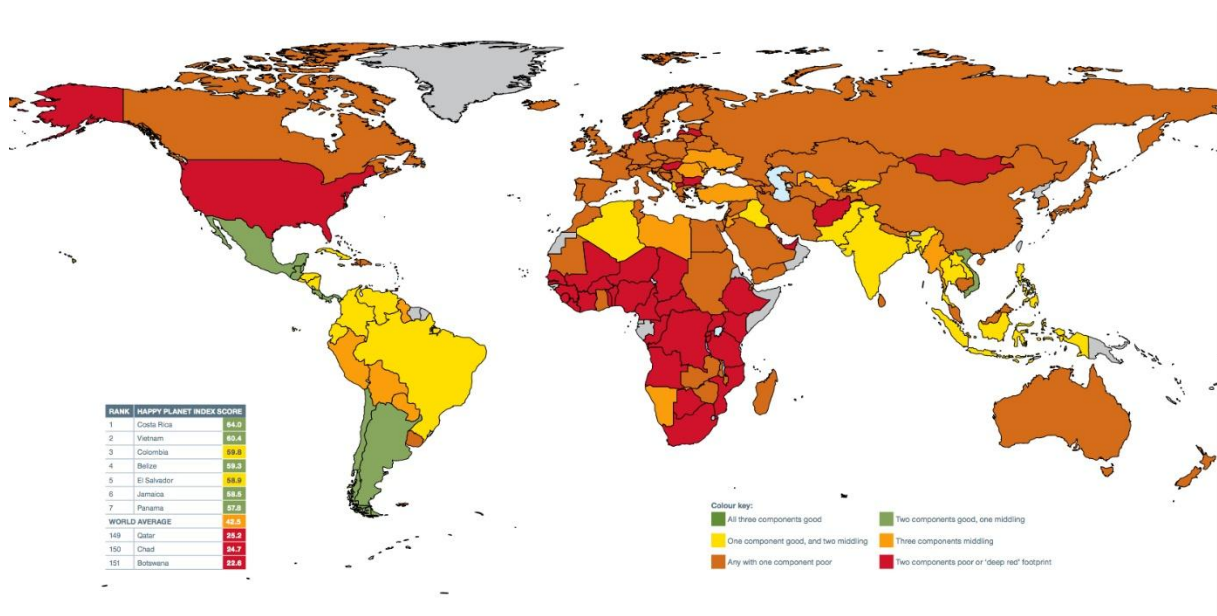 RANK HAPPY PLANET INDEX SCORE
1 Costa Rica 64.0
2 Vietnam 60.4
3 Colombia 59.8
4 Belize 59.3
5 El Salvador 58.9
6 Jamaica 58.5
7 Panama 57.8
WORLD AVERAGE 42.5
149 Qatar 25.2
150 Chad 24.7
151 Botswana 22.6
Colour key:
All three components good
Two components good, one middling
One component good, and two middling
Three components middling
Any with one component poor
Two components poor or 'deep red' footprint